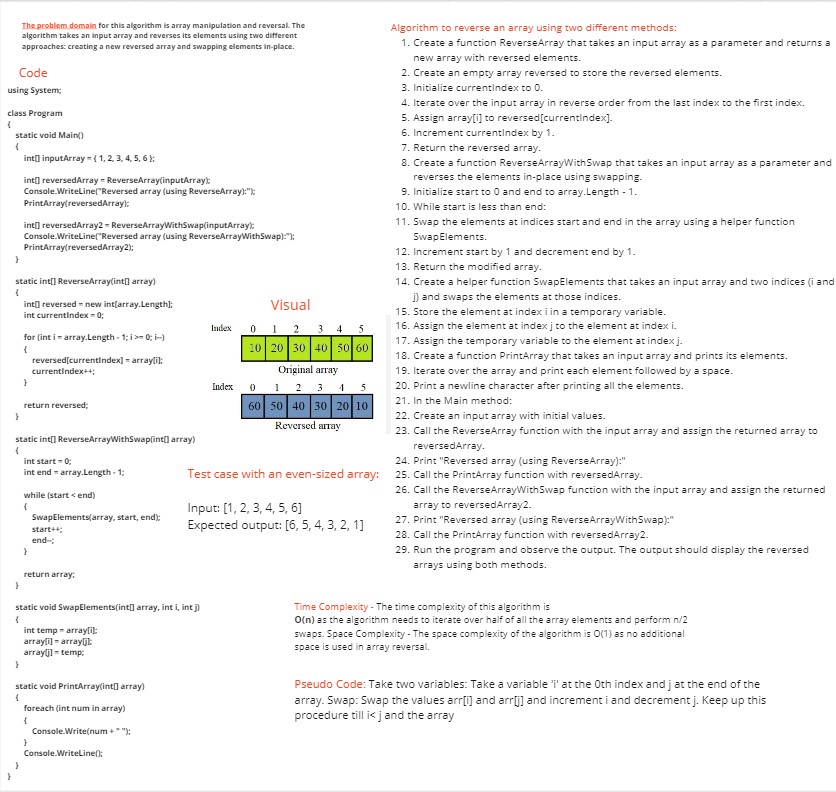 The problem domain for this algorithm is array manipulation and reversal. The
algorithm takes an input array and reverses its elements using two different
approaches: creating a new reversed array and swapping elements in-place.
Code
using System;
class Program
{
static void Main()
{
int[] inputArray = { 1, 2, 3, 4, 5, 6 };
int[] reversedArray = ReverseArray(inputArray);
Console.WriteLine("Reversed array (using ReverseArray):");
PrintArray(reversedArray);
int[] reversedArray2 = ReverseArrayWithSwap(inputArray);
Console.WriteLine("Reversed array (using ReverseArrayWithSwap):");
PrintArray(reversedArray2);
}
static int[] ReverseArray(int[] array)
{
int[] reversed = new int[array.Length];
int currentIndex = 0;
for (int i = array.Length - 1; i >= 0; i--)
{
reversed[currentIndex] = array[i];
currentIndex++;
}
return reversed;
}
static int[] ReverseArrayWithSwap(int[] array)
{
int start = 0;
int end = array.Length - 1;
while (start < end)
{
SwapElements(array, start, end);
start++;
end--;
}
return array;
}
static void SwapElements(int[] array, int i, int j)
{
int temp = array[i];
array[i] = array[j];
array[j] = temp;
}
static void PrintArray(int[] array)
{
foreach (int num in array)
{
Console.Write(num + " ");
}
Console.WriteLine();
}
}
Visual
Index 0 1 2 3 4 5
10 20 30 40 50 60
Original array
Index 0 1 2 3 4 5
60 50 40 30 20 10
Reversed array
Test case with an even-sized array:
Input: [1, 2, 3, 4, 5, 6]
Expected output: [6, 5, 4, 3, 2, 1]
Algorithm to reverse an array using two different methods:
1. Create a function ReverseArray that takes an input array as a parameter and returns a
new array with reversed elements.
2. Create an empty array reversed to store the reversed elements.
3. Initialize currentIndex to 0.
4. Iterate over the input array in reverse order from the last index to the first index.
5. Assign array[i] to reversed[currentIndex].
6. Increment currentIndex by 1.
7. Return the reversed array.
8. Create a function ReverseArrayWithSwap that takes an input array as a parameter and
reverses the elements in-place using swapping.
9. Initialize start to 0 and end to array.Length - 1.
10. While start is less than end:
11. Swap the elements at indices start and end in the array using a helper function
SwapElements.
12. Increment start by 1 and decrement end by 1.
13. Return the modified array.
14. Create a helper function SwapElements that takes an input array and two indices (i and
j) and swaps the elements at those indices.
15. Store the element at index i in a temporary variable.
16. Assign the element at index j to the element at index i.
17. Assign the temporary variable to the element at index j.
18. Create a function PrintArray that takes an input array and prints its elements.
19. Iterate over the array and print each element followed by a space.
20. Print a newline character after printing all the elements.
21. In the Main method:
22. Create an input array with initial values.
23. Call the ReverseArray function with the input array and assign the returned array to
reversedArray.
24. Print "Reversed array (using ReverseArray):"
25. Call the PrintArray function with reversedArray.
26. Call the ReverseArrayWithSwap function with the input array and assign the returned
array to reversedArray2.
27. Print "Reversed array (using ReverseArrayWithSwap):"
28. Call the PrintArray function with reversedArray2.
29. Run the program and observe the output. The output should display the reversed
arrays using both methods.
Time Complexity - The time complexity of this algorithm is
O(n) as the algorithm needs to iterate over half of all the array elements and perform n/2
swaps. Space Complexity - The space complexity of the algorithm is O(1) as no additional
space is used in array reversal.
Pseudo Code: Take two variables: Take a variable 'i' at the 0th index and j at the end of the
array. Swap: Swap the values arr[i] and arr[j] and increment i and decrement j. Keep up this
procedure till i< j and the array